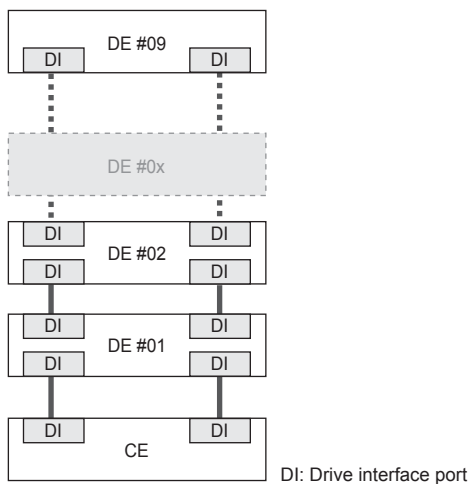 DE #09
DI DI
DE #0x
DI DI
DE #02
DI DI
DI DI
DE #01
DI DI
DI DI
CE
DI: Drive interface port